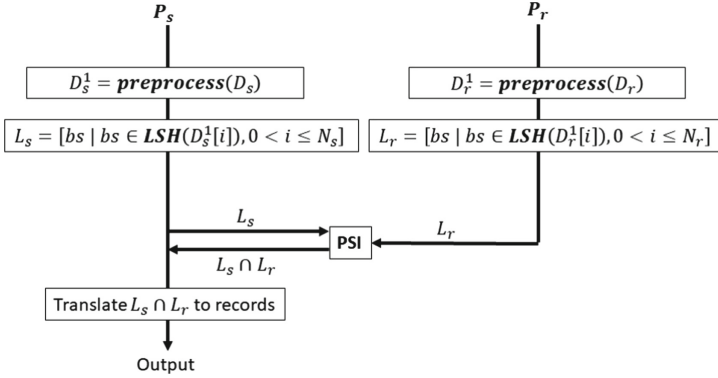 P_s
P_r
D_s^1 = preprocess(D_s)
D_r^1 = preprocess(D_r)
L_s = [bs | bs ∈ LSH(D_s^1[i]), 0 < i ≤ N_s]
L_r = [bs | bs ∈ LSH(D_r^1[i]), 0 < i ≤ N_r]
L_s
PSI
L_r
L_s ∩ L_r
Translate L_s ∩ L_r to records
Output